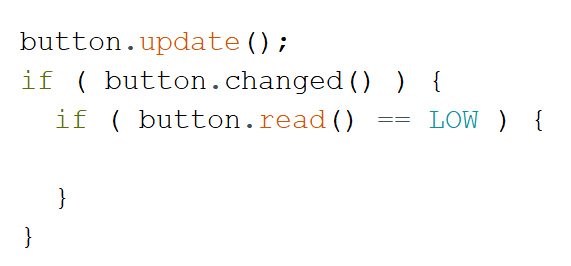 button.update();
if ( button.changed() ) {
  if ( button.read() == LOW ) {
  }
}